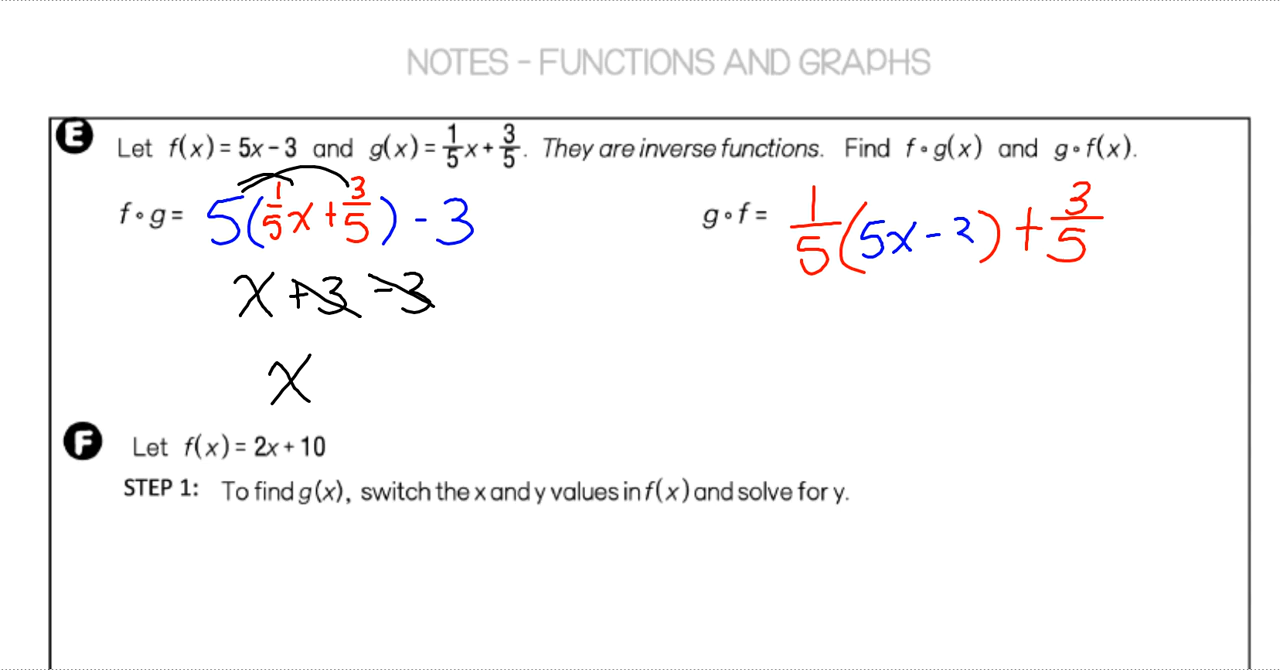 NOTES - FUNCTIONS AND GRAPHS
E Let f(x) = 5x - 3 and g(x) = 1/5 x + 3/5. They are inverse functions. Find f∘g(x) and g∘f(x).
f∘g = 5(1/5 x + 3/5) - 3
g∘f = 1/5 (5x - 3) + 3/5
x + 3 - 3
x
F Let f(x) = 2x + 10
STEP 1: To find g(x), switch the x and y values in f(x) and solve for y.